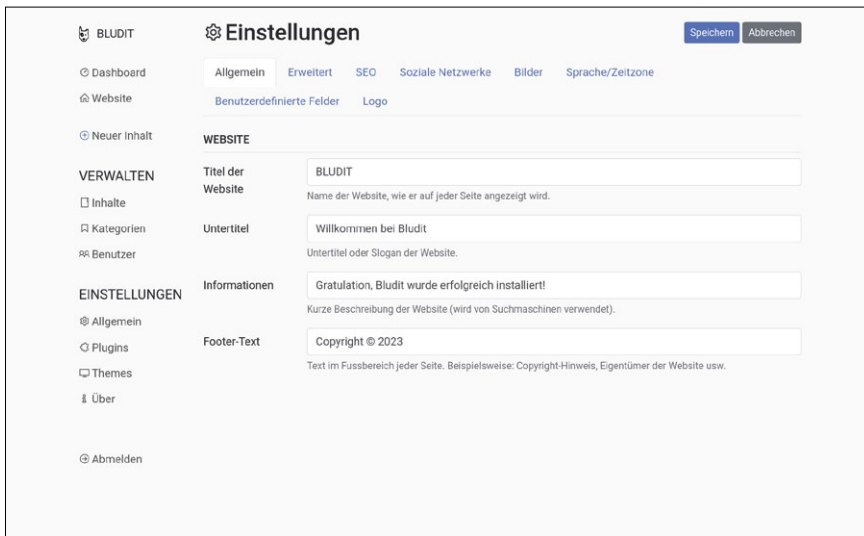 BLUDIT
Dashboard
Website
Neuer Inhalt
VERWALTEN
Inhalte
Kategorien
Benutzer
EINSTELLUNGEN
Allgemein
Plugins
Themes
Über
Abmelden
Einstellungen
Speichern Abbrechen
Allgemein Erweitert SEO Soziale Netzwerke Bilder Sprache/Zeitzone
Benutzerdefinierte Felder Logo
WEBSITE
Titel der Website
BLUDIT
Name der Website, wie er auf jeder Seite angezeigt wird.
Untertitel
Willkommen bei Bludit
Untertitel oder Slogan der Website.
Informationen
Gratulation, Bludit wurde erfolgreich installiert!
Kurze Beschreibung der Website (wird von Suchmaschinen verwendet).
Footer-Text
Copyright © 2023
Text im Fussbereich jeder Seite. Beispielsweise: Copyright-Hinweis, Eigentümer der Website usw.